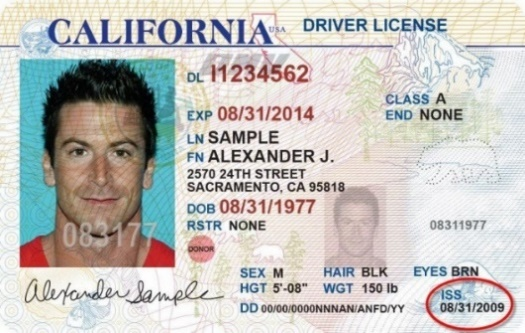 CALIFORNIA USA DRIVER LICENSE
DL I1234562
CLASS A
EXP 08/31/2014
END NONE
LN SAMPLE
FN ALEXANDER J.
2570 24TH STREET
SACRAMENTO, CA 95818
DOB 08/31/1977
RSTR NONE
08311977
083177
DONOR
SEX M HAIR BLK EYES BRN
HGT 5'-08" WGT 150 lb
ISS
DD 00/00/0000NNNAN/ANFD/YY 08/31/2009
Alexander Sample